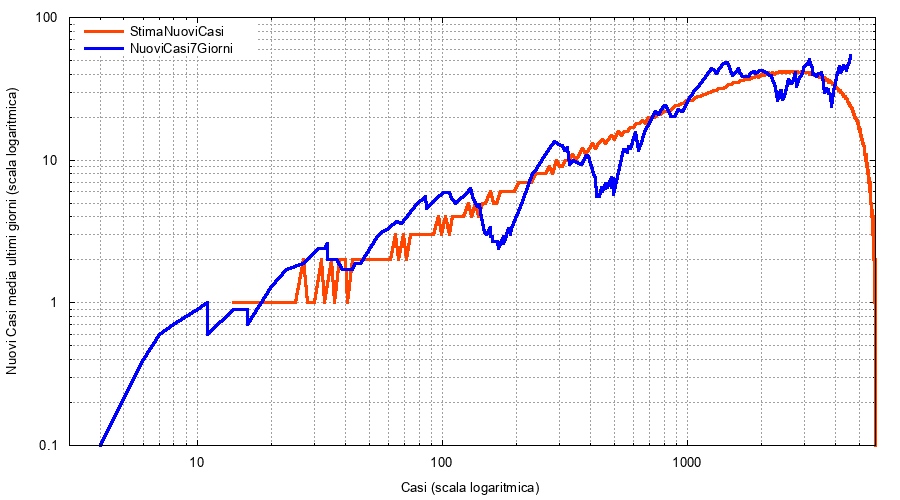 100
StimaNuoviCasi
NuoviCasi7Giorni
10
1
0.1
Nuovi Casi media ultimi giorni (scala logaritmica)
10
100
1000
Casi (scala logaritmica)